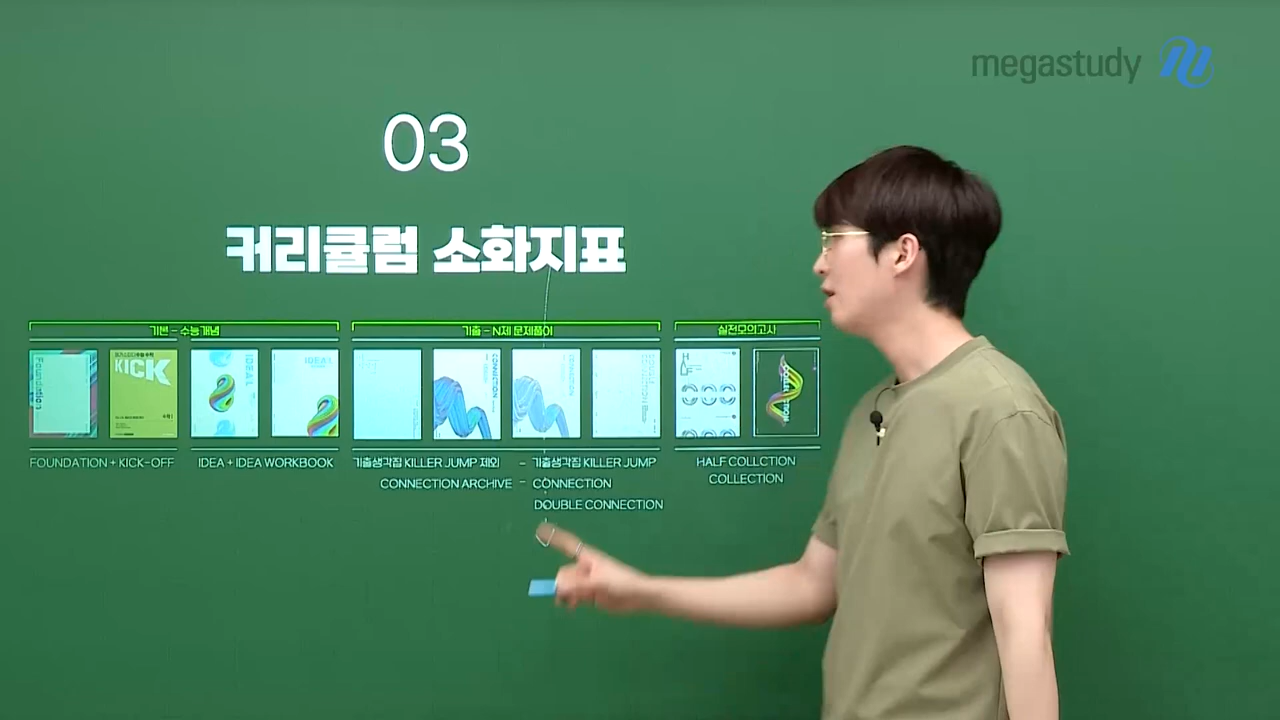 megastudy
03
커리큘럼 소화지표
기본 - 수능개념
기출 - N제 문제풀이
실전모의고사
KICK
IDEA
FOUNDATION + KICK-OFF
IDEA + IDEA WORKBOOK
기출생각집 KILLER JUMP 제외
CONNECTION ARCHIVE
- 기출생각집 KILLER JUMP
- CONNECTION
DOUBLE CONNECTION
HALF COLLCTION
COLLECTION